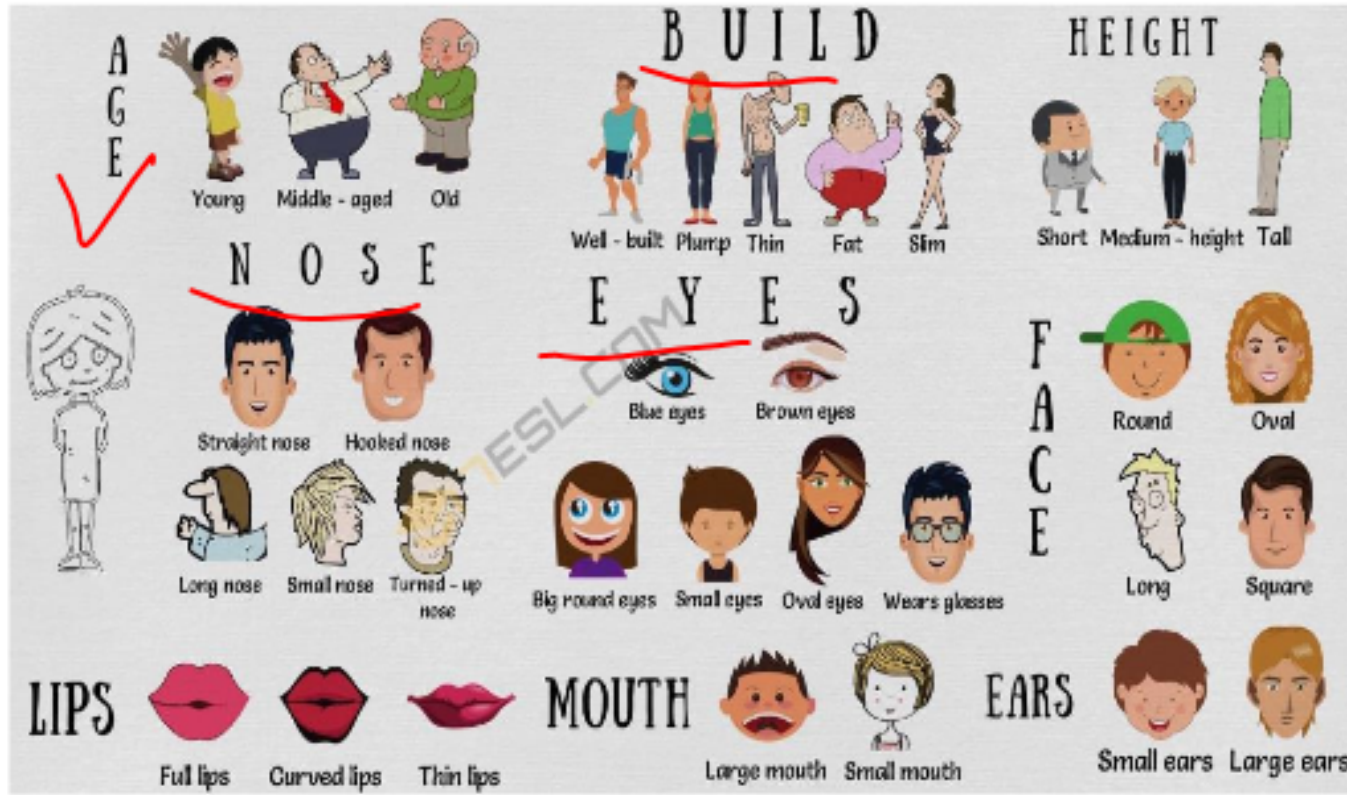 AGE
Young Middle - aged Old
BUILD
Well - built Plump Thin Fat Slim
HEIGHT
Short Medium - height Tall
NOSE
Straight nose Hooked nose
Long nose Small nose Turned - up
nose
EYES
Blue eyes Brown eyes
Big round eyes Small eyes Oval eyes Wears glasses
FACE
Round Oval
Long Square
LIPS
Full lips Curved lips Thin lips
MOUTH
Large mouth Small mouth
EARS
Small ears Large ears
7ESL.COM